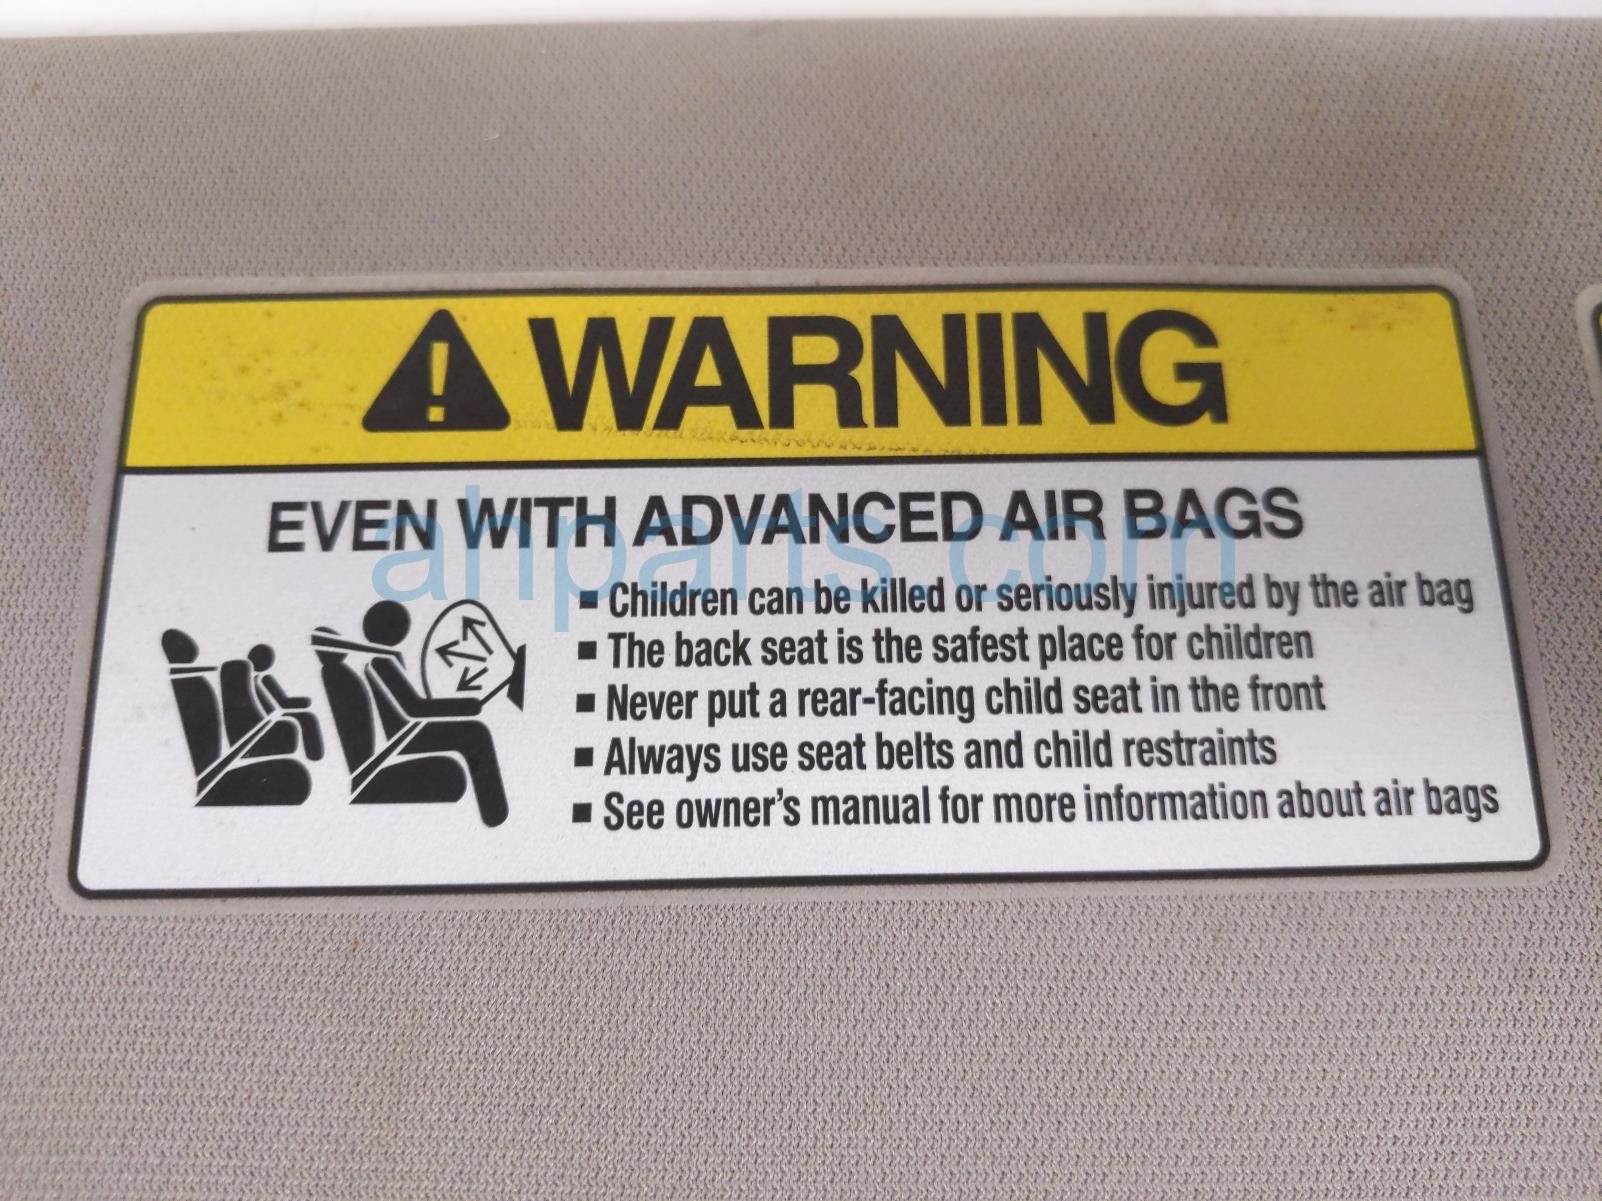 WARNING
EVEN WITH ADVANCED AIR BAGS
ahparts.com
▪ Children can be killed or seriously injured by the air bag
▪ The back seat is the safest place for children
▪ Never put a rear-facing child seat in the front
▪ Always use seat belts and child restraints
▪ See owner's manual for more information about air bags